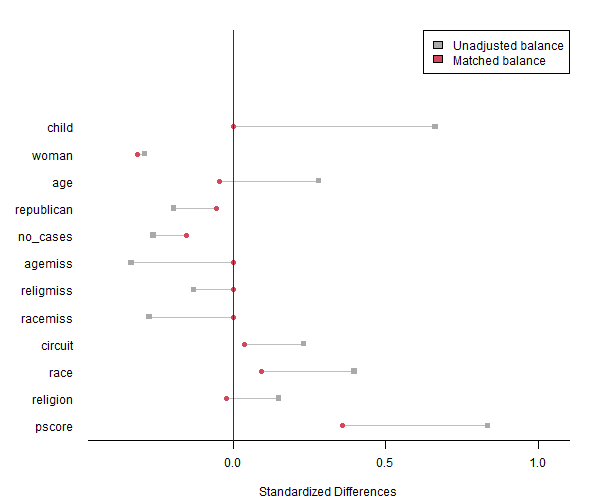 Unadjusted balance
Matched balance
child
woman
age
republican
no_cases
agemiss
religmiss
racemiss
circuit
race
religion
pscore
0.0 0.5 1.0
Standardized Differences